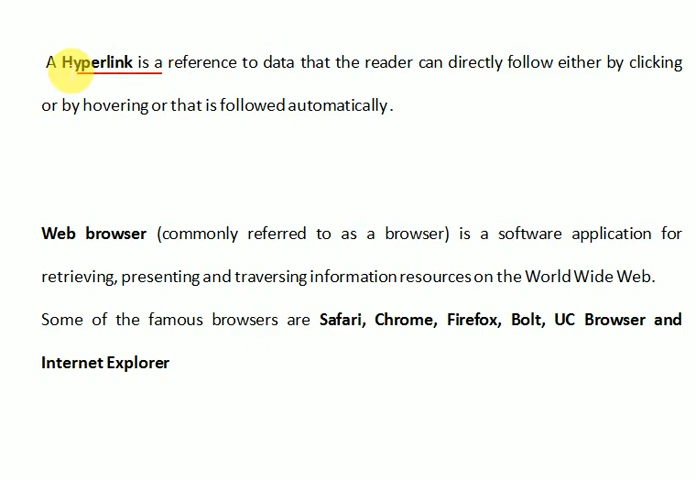 A Hyperlink is a reference to data that the reader can directly follow either by clicking
or by hovering or that is followed automatically.
Web browser (commonly referred to as a browser) is a software application for
retrieving, presenting and traversing information resources on the World Wide Web.
Some of the famous browsers are Safari, Chrome, Firefox, Bolt, UC Browser and
Internet Explorer